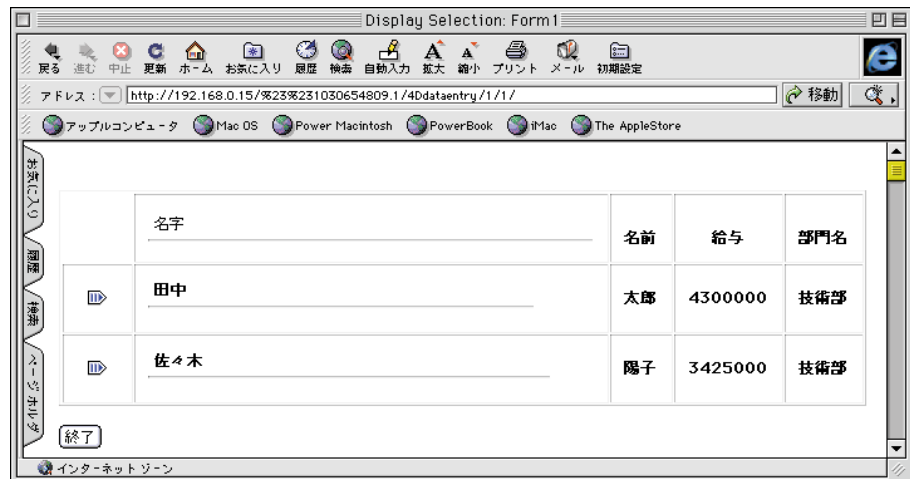 Display Selection: Form1
戻る 進む 中止 更新 ホーム お気に入り 履歴 検索 自動入力 拡大 縮小 プリント メール 初期設定
アドレス： http://192.168.0.15/%23%231030654809.1/4Ddataentry/1/1/ 移動
アップルコンピュータ Mac OS Power Macintosh PowerBook iMac The AppleStore
お気に入り
履歴
検索
ページ ホルダ
名字 名前 給与 部門名
田中 太郎 4300000 技術部
佐々木 陽子 3425000 技術部
終了
インターネット ゾーン